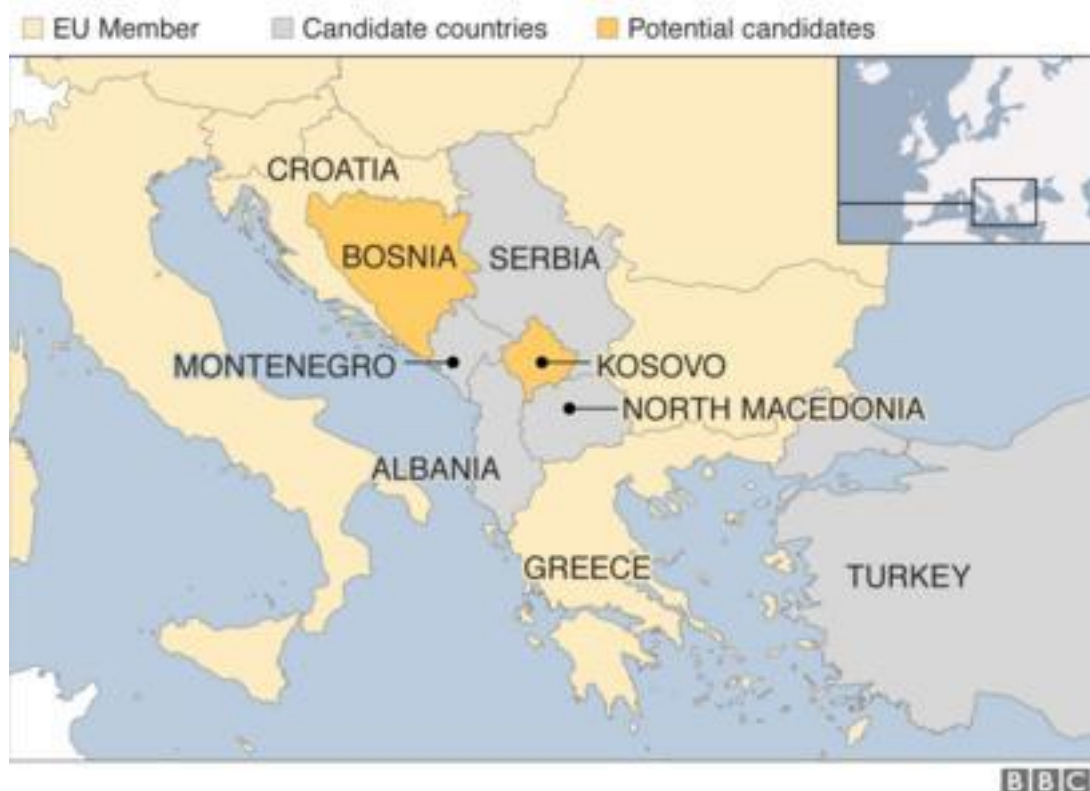 EU Member
Candidate countries
Potential candidates
CROATIA
BOSNIA
SERBIA
MONTENEGRO
KOSOVO
NORTH MACEDONIA
ALBANIA
GREECE
TURKEY
BBC